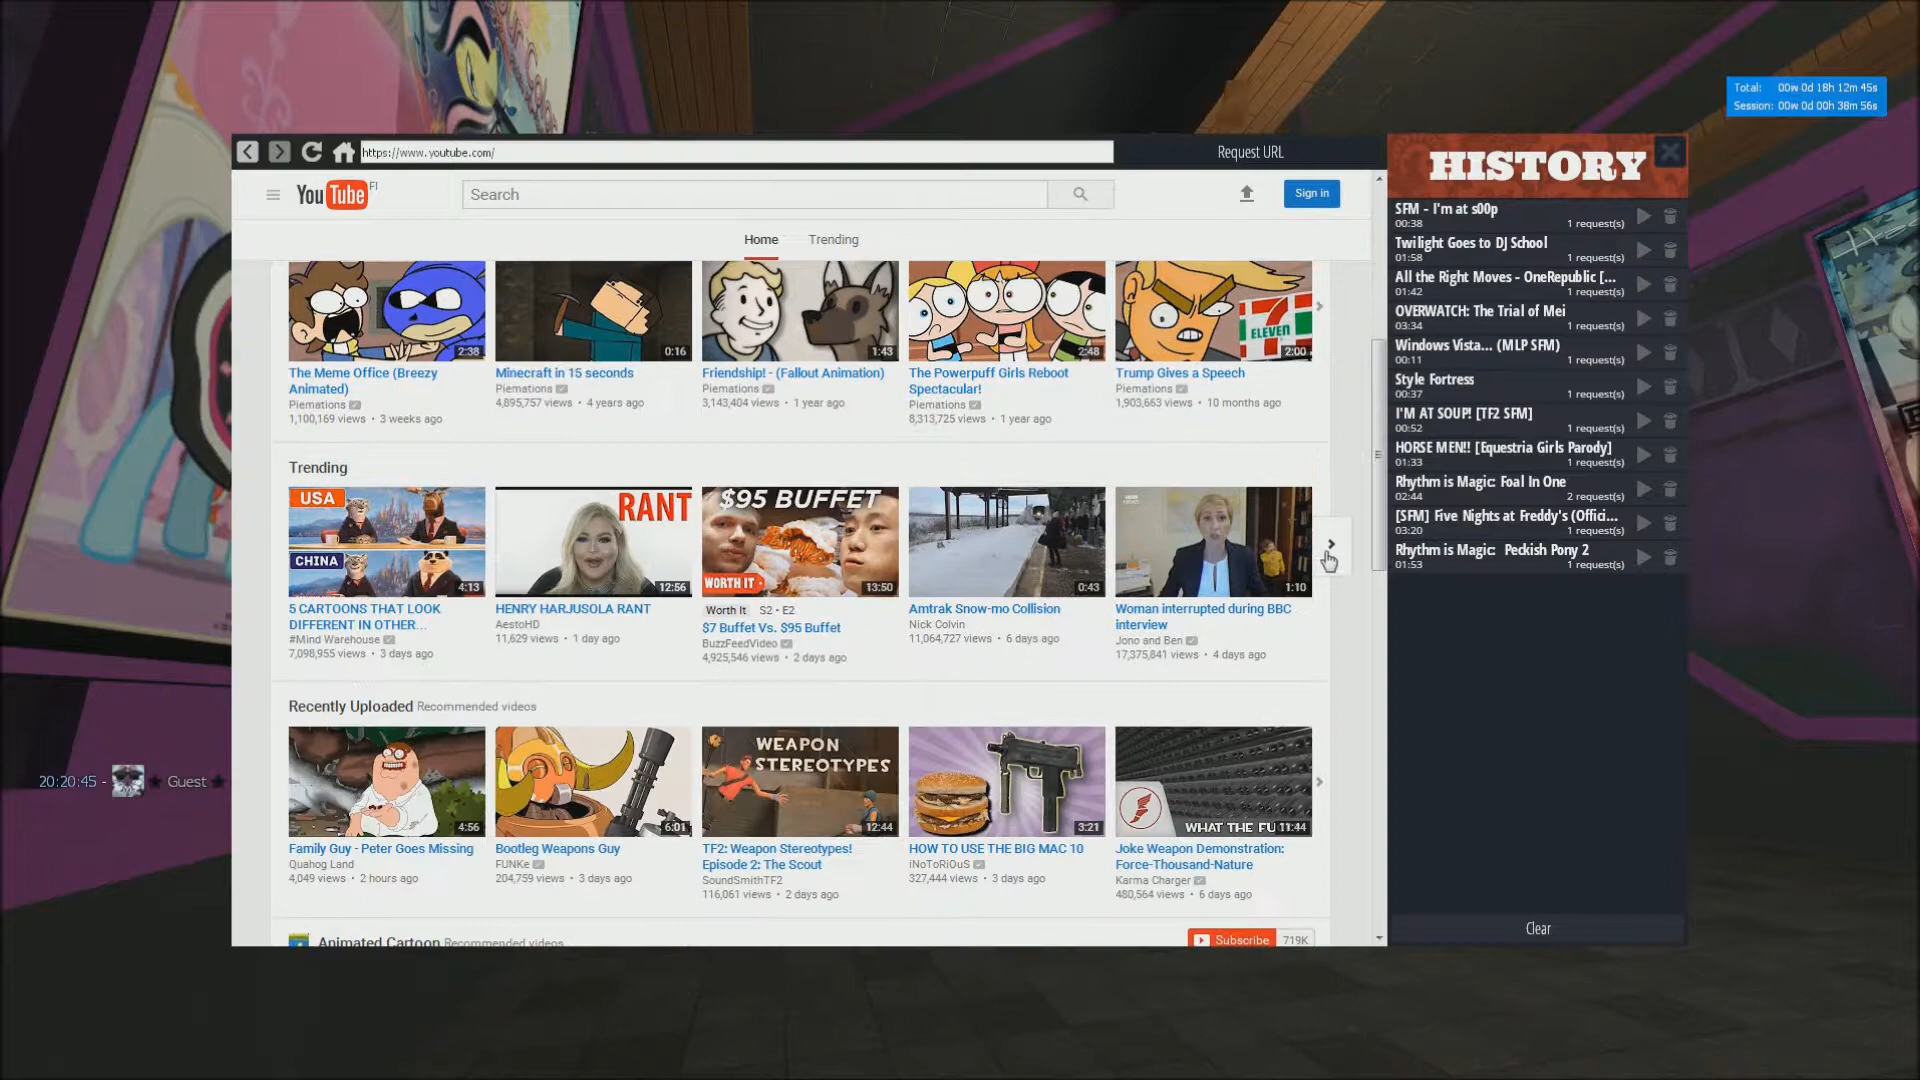 Total: 00w 0d 18h 12m 45s
Session: 00w 0d 00h 38m 56s
https://www.youtube.com/
Request URL
HISTORY
YouTube FI
Search
Sign in
Home
Trending
2:38
0:16
1:43
2:48
7 ELEVEN
2:00
The Meme Office (Breezy
Animated)
Piemations
1,100,169 views • 3 weeks ago
Minecraft in 15 seconds
Piemations
4,895,757 views • 4 years ago
Friendship! - (Fallout Animation)
Piemations
3,143,404 views • 1 year ago
The Powerpuff Girls Reboot
Spectacular!
Piemations
8,313,725 views • 1 year ago
Trump Gives a Speech
Piemations
1,903,663 views • 10 months ago
Trending
USA
CHINA
4:13
RANT
12:56
$95 BUFFET
WORTH IT
13:50
0:43
1:10
5 CARTOONS THAT LOOK
DIFFERENT IN OTHER...
#Mind Warehouse
7,098,955 views • 3 days ago
HENRY HARJUSOLA RANT
AestoHD
11,629 views • 1 day ago
Worth It S2 • E2
$7 Buffet Vs. $95 Buffet
BuzzFeedVideo
4,925,546 views • 2 days ago
Amtrak Snow-mo Collision
Nick Colvin
11,064,727 views • 6 days ago
Woman interrupted during BBC
interview
Jono and Ben
17,375,841 views • 4 days ago
Recently Uploaded Recommended videos
4:56
6:01
WEAPON
STEREOTYPES
12:44
3:21
WHAT THE FU
11:44
Family Guy - Peter Goes Missing
Quahog Land
4,049 views • 2 hours ago
Bootleg Weapons Guy
FUNKe
204,759 views • 3 days ago
TF2: Weapon Stereotypes!
Episode 2: The Scout
SoundSmithTF2
116,061 views • 2 days ago
HOW TO USE THE BIG MAC 10
iNoToRiOuS
327,444 views • 3 days ago
Joke Weapon Demonstration:
Force-Thousand-Nature
Karma Charger
480,564 views • 6 days ago
Animated Cartoon Recommended videos
Subscribe 719K
SFM - I'm at s00p
00:38 1 request(s)
Twilight Goes to DJ School
01:58 1 request(s)
All the Right Moves - OneRepublic [...
01:42 1 request(s)
OVERWATCH: The Trial of Mei
03:34 1 request(s)
Windows Vista... (MLP SFM)
00:11 1 request(s)
Style Fortress
00:37 1 request(s)
I'M AT SOUP! [TF2 SFM]
00:52 1 request(s)
HORSE MEN!! [Equestria Girls Parody]
01:33 1 request(s)
Rhythm is Magic: Foal In One
02:44 2 request(s)
[SFM] Five Nights at Freddy's (Offici...
03:20 1 request(s)
Rhythm is Magic: Peckish Pony 2
01:53 1 request(s)
Clear
20:20:45 - ★ Guest ★